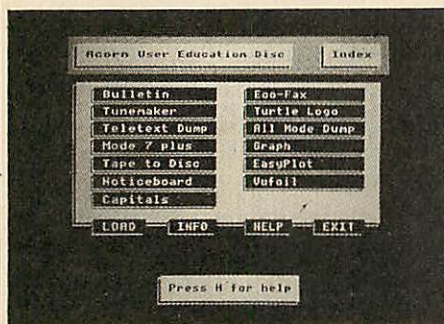 Acorn User Education Disc Index
Bulletin
Tunemaker
Teletext Dump
Mode 7 plus
Tape to Disc
Noticeboard
Capitals
Eco-Fax
Turtle Logo
All Mode Dump
Graph
EasyPlot
Vufoil
LOAD INFO HELP EXIT
Press H for help